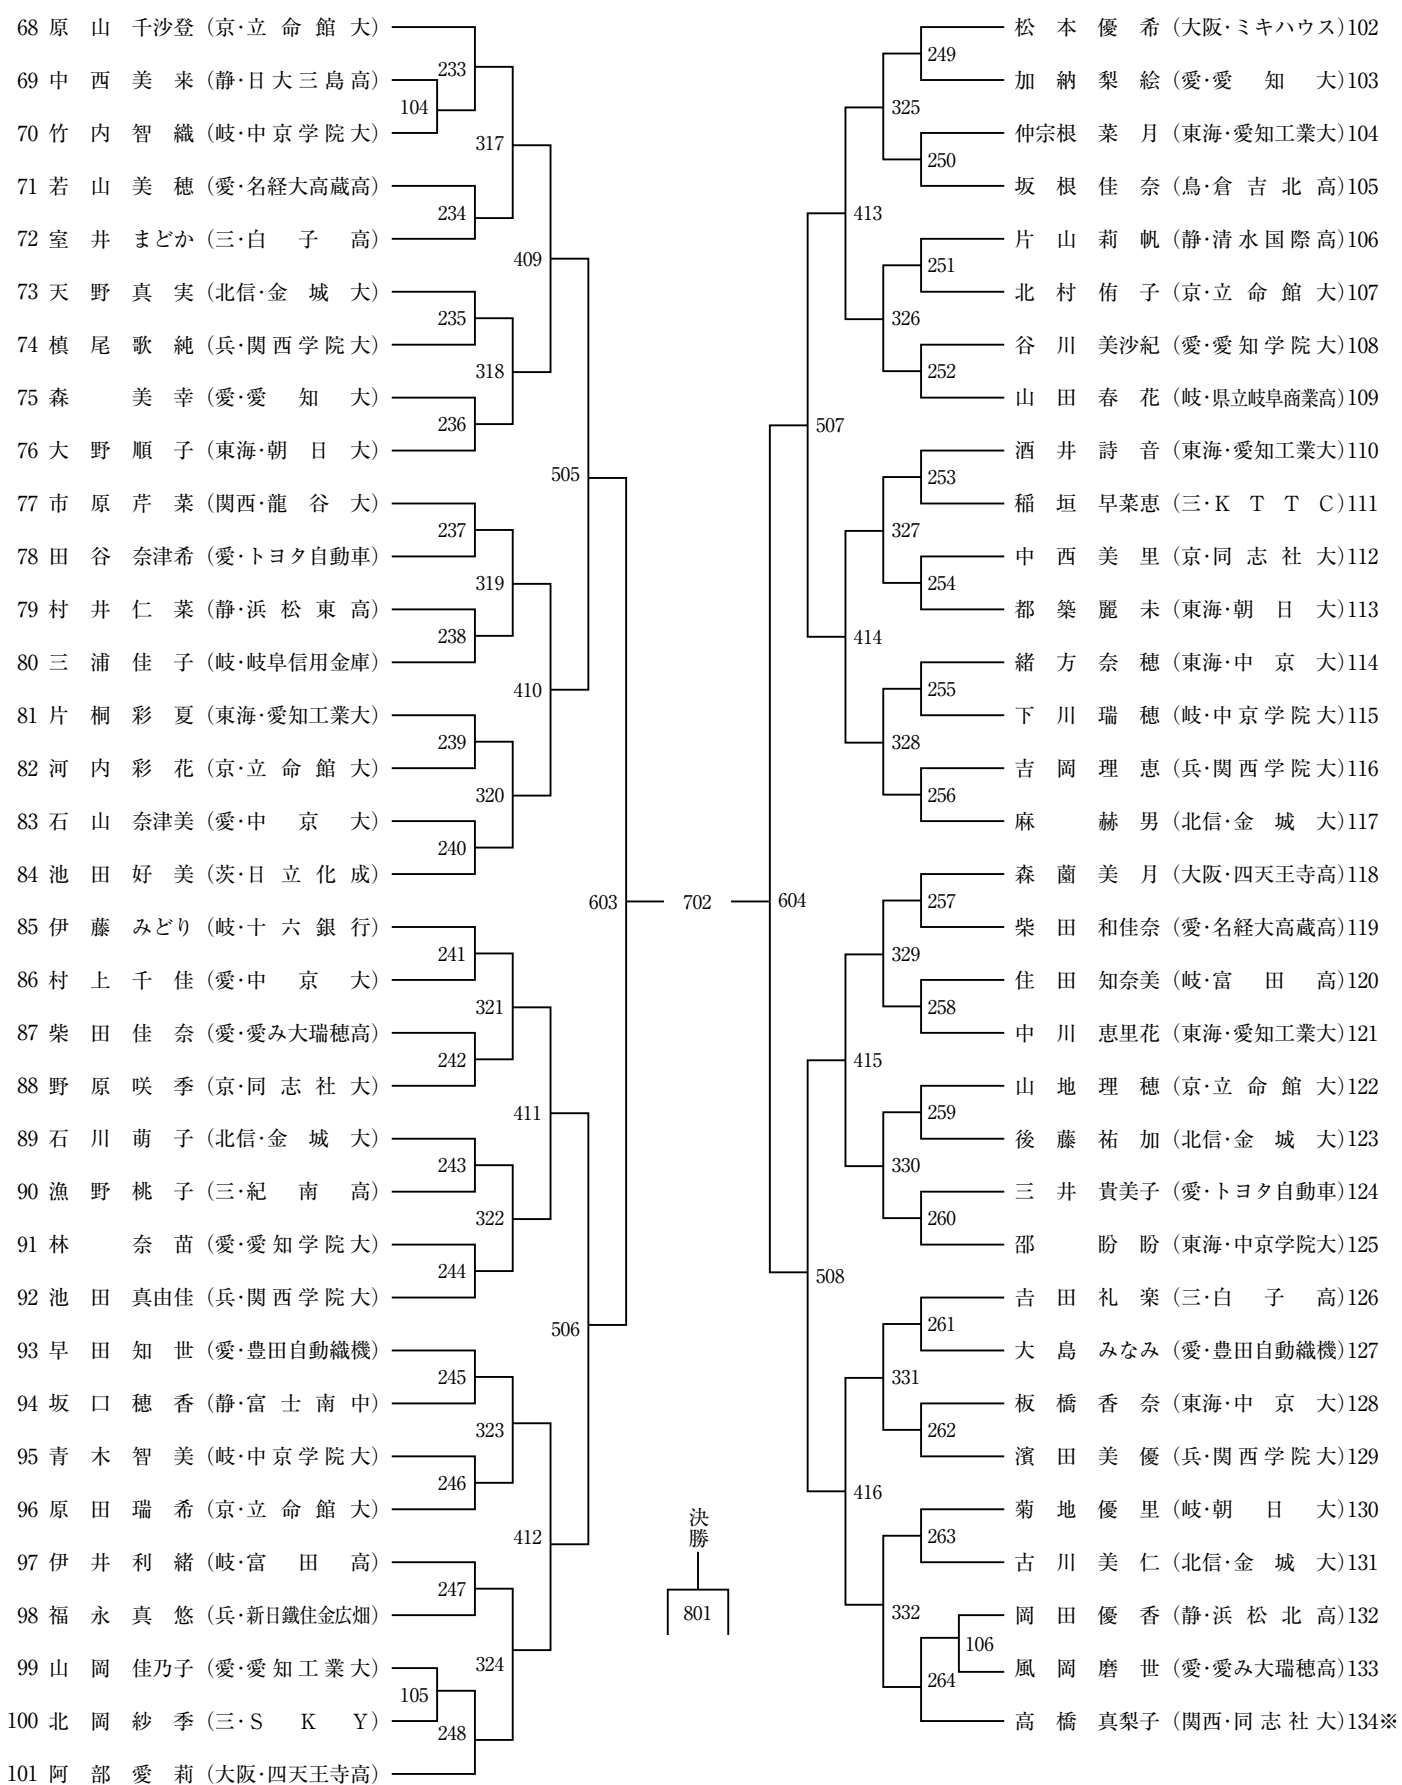 68 原山 千沙登 (京・立命館大)
69 中西 美来 (静・日大三島高)
70 竹内 智織 (岐・中京学院大)
71 若山 美穂 (愛・名経大高蔵高)
72 室井 まどか (三・白子高)
73 天野 真実 (北信・金城大)
74 槙尾 歌純 (兵・関西学院大)
75 森 美幸 (愛・愛知大)
76 大野 順子 (東海・朝日大)
77 市原 芹菜 (関西・龍谷大)
78 田谷 奈津希 (愛・トヨタ自動車)
79 村井 仁菜 (静・浜松東高)
80 三浦 佳子 (岐・岐阜信用金庫)
81 片桐 彩夏 (東海・愛知工業大)
82 河内 彩花 (京・立命館大)
83 石山 奈津美 (愛・中京大)
84 池田 好美 (茨・日立化成)
85 伊藤 みどり (岐・十六銀行)
86 村上 千佳 (愛・中京大)
87 柴田 佳奈 (愛・愛み大瑞穂高)
88 野原 咲季 (京・同志社大)
89 石川 萌子 (北信・金城大)
90 漁野 桃子 (三・紀南高)
91 林 奈苗 (愛・愛知学院大)
92 池田 真由佳 (兵・関西学院大)
93 早田 知世 (愛・豊田自動織機)
94 坂口 穂香 (静・富士南中)
95 青木 智美 (岐・中京学院大)
96 原田 瑞希 (京・立命館大)
97 伊井 利緒 (岐・富田高)
98 福永 真悠 (兵・新日鐵住金広畑)
99 山岡 佳乃子 (愛・愛知工業大)
100 北岡 紗季 (三・SKY)
101 阿部 愛莉 (大阪・四天王寺高)
104
105
233
234
235
236
237
238
239
240
241
242
243
244
245
246
247
248
317
318
319
320
321
322
323
324
409
410
411
412
505
506
603
702
決勝
801
604
507
508
413
414
415
416
325
326
327
328
329
330
331
332
249
250
251
252
253
254
255
256
257
258
259
260
261
262
263
264
106
松本 優希 (大阪・ミキハウス)102
加納 梨絵 (愛・愛知大)103
仲宗根 菜月 (東海・愛知工業大)104
坂根 佳奈 (鳥・倉吉北高)105
片山 莉帆 (静・清水国際高)106
北村 侑子 (京・立命館大)107
谷川 美沙紀 (愛・愛知学院大)108
山田 春花 (岐・県立岐阜商業高)109
酒井 詩音 (東海・愛知工業大)110
稲垣 早菜恵 (三・KTTC)111
中西 美里 (京・同志社大)112
都築 麗未 (東海・朝日大)113
緒方 奈穂 (東海・中京大)114
下川 瑞穂 (岐・中京学院大)115
吉岡 理恵 (兵・関西学院大)116
麻 赫男 (北信・金城大)117
森薗 美月 (大阪・四天王寺高)118
柴田 和佳奈 (愛・名経大高蔵高)119
住田 知奈美 (岐・富田高)120
中川 恵里花 (東海・愛知工業大)121
山地 理穂 (京・立命館大)122
後藤 祐加 (北信・金城大)123
三井 貴美子 (愛・トヨタ自動車)124
邵 盼盼 (東海・中京学院大)125
吉田 礼楽 (三・白子高)126
大島 みなみ (愛・豊田自動織機)127
板橋 香奈 (東海・中京大)128
濱田 美優 (兵・関西学院大)129
菊地 優里 (岐・朝日大)130
古川 美仁 (北信・金城大)131
岡田 優香 (静・浜松北高)132
風岡 磨世 (愛・愛み大瑞穂高)133
高橋 真梨子 (関西・同志社大)134※